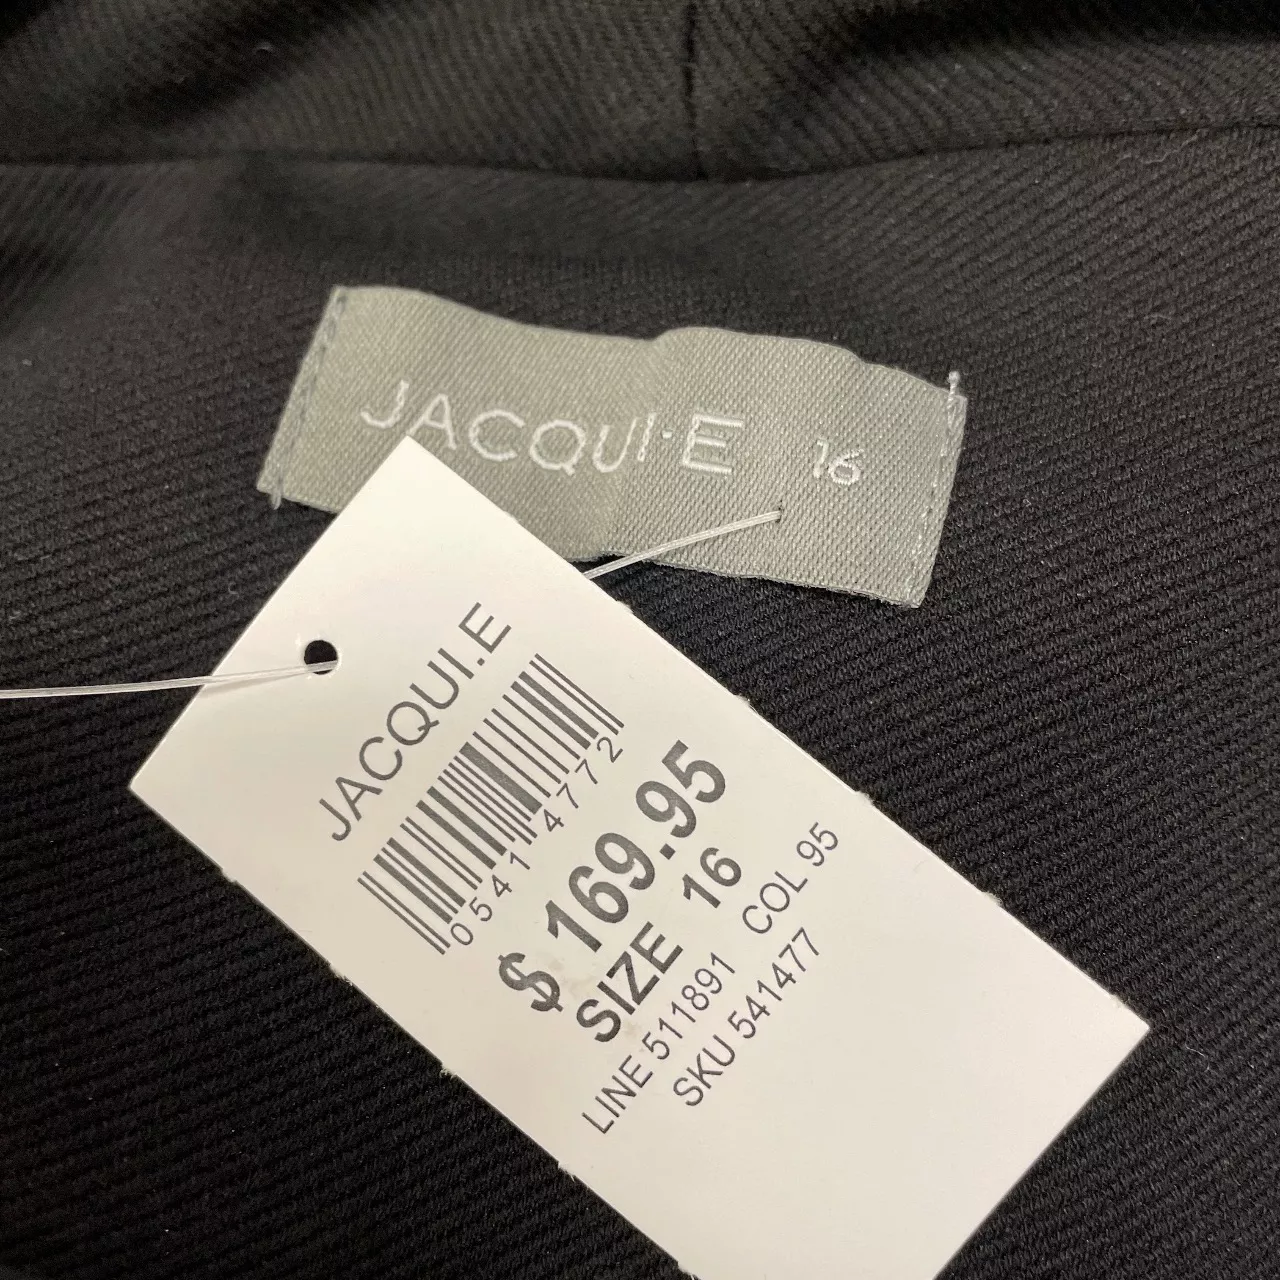 JACQUI·E 16
JACQUI.E
0541 4772
$ 169.95
SIZE 16
LINE 511891 COL 95
SKU 541477